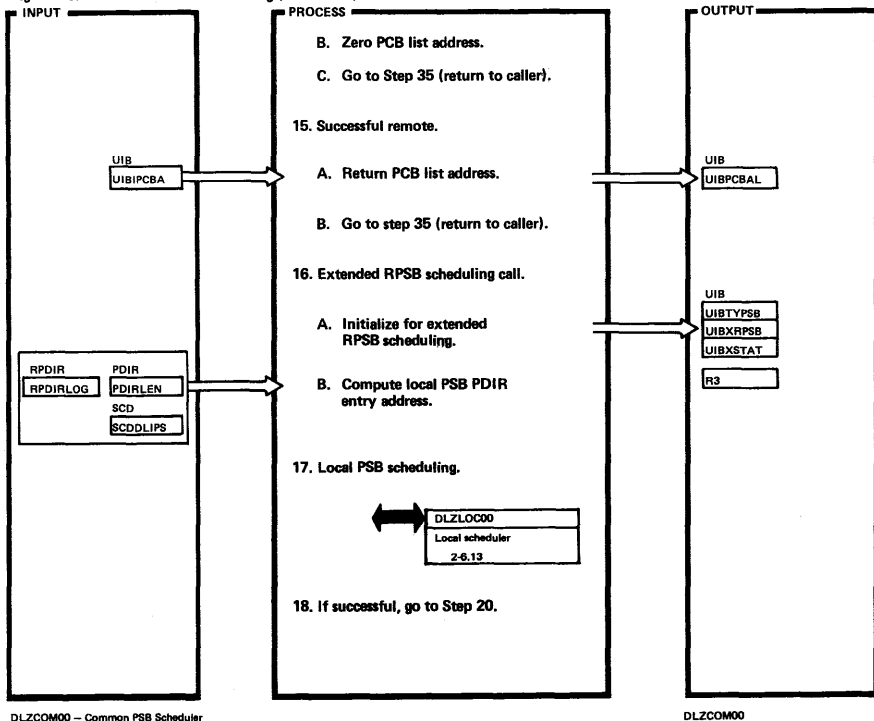 INPUT
PROCESS
OUTPUT
B. Zero PCB list address.
C. Go to Step 35 (return to caller).
15. Successful remote.
UIB
UIBIPCBA
A. Return PCB list address.
UIB
UIBPCBAL
B. Go to step 35 (return to caller).
16. Extended RPSB scheduling call.
A. Initialize for extended
RPSB scheduling.
UIB
UIBTYPSB
UIBXRPSB
UIBXSTAT
R3
RPDIR PDIR
RPDIRLOG PDIRLEN
SCD
SCDDLIPS
B. Compute local PSB PDIR
entry address.
17. Local PSB scheduling.
DLZLOC00
Local scheduler
2-6.13
18. If successful, go to Step 20.
DLZCOM00 – Common PSB Scheduler
DLZCOM00